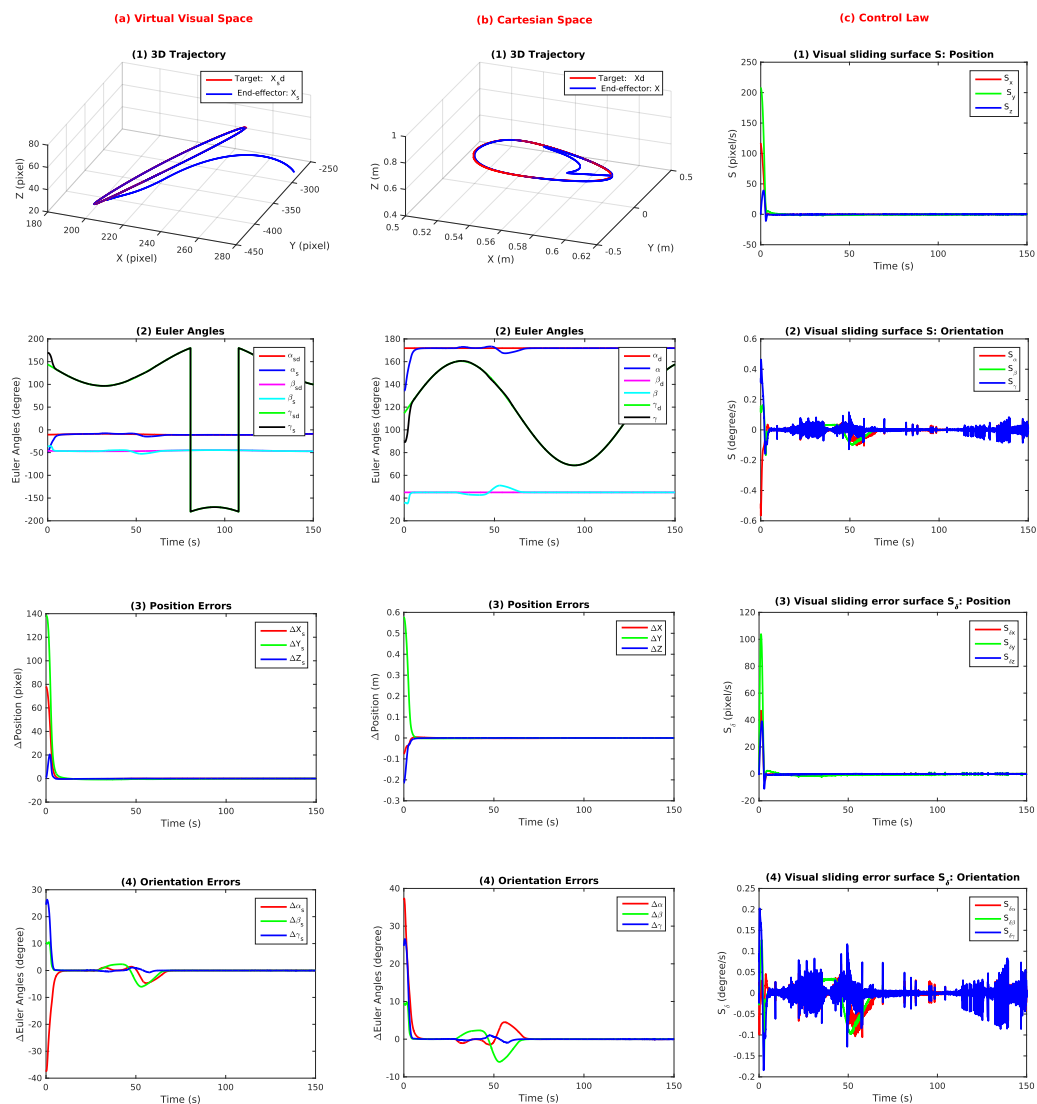 (a) Virtual Visual Space
(b) Cartesian Space
(c) Control Law
(1) 3D Trajectory
Target: X_sd
End-effector: X_s
80
60
40
20
Z (pixel)
180
200
220
240
260
280
X (pixel)
-450
-400
-350
-300
-250
Y (pixel)
(1) 3D Trajectory
Target: Xd
End-effector: X
1
0.8
0.6
0.4
Z (m)
0.5
0.52
0.54
0.56
0.58
0.6
0.62
X (m)
-0.5
0
0.5
Y (m)
(1) Visual sliding surface S: Position
S_x
S_y
S_z
250
200
150
100
50
0
-50
S (pixel/s)
0 50 100 150
Time (s)
(2) Euler Angles
α_sd
α_s
β_sd
β_s
γ_sd
γ_s
200
150
100
50
0
-50
-100
-150
-200
Euler Angles (degree)
0 50 100 150
Time (s)
(2) Euler Angles
α_d
α
β_d
β
γ_d
γ
180
160
140
120
100
80
60
40
20
Euler Angles (degree)
0 50 100 150
Time (s)
(2) Visual sliding surface S: Orientation
S_α
S_β
S_γ
0.6
0.4
0.2
0
-0.2
-0.4
-0.6
S (degree/s)
0 50 100 150
Time (s)
(3) Position Errors
ΔX_s
ΔY_s
ΔZ_s
140
120
100
80
60
40
20
0
-20
ΔPosition (pixel)
0 50 100 150
Time (s)
(3) Position Errors
ΔX
ΔY
ΔZ
0.6
0.5
0.4
0.3
0.2
0.1
0
-0.1
-0.2
-0.3
ΔPosition (m)
0 50 100 150
Time (s)
(3) Visual sliding error surface S_δ: Position
S_δx
S_δy
S_δz
120
100
80
60
40
20
0
-20
S_δ (pixel/s)
0 50 100 150
Time (s)
(4) Orientation Errors
Δα_s
Δβ_s
Δγ_s
30
20
10
0
-10
-20
-30
-40
ΔEuler Angles (degree)
0 50 100 150
Time (s)
(4) Orientation Errors
Δα
Δβ
Δγ
40
30
20
10
0
-10
ΔEuler Angles (degree)
0 50 100 150
Time (s)
(4) Visual sliding error surface S_δ: Orientation
S_δα
S_δβ
S_δγ
0.25
0.2
0.15
0.1
0.05
0
-0.05
-0.1
-0.15
-0.2
S_δ (degree/s)
0 50 100 150
Time (s)